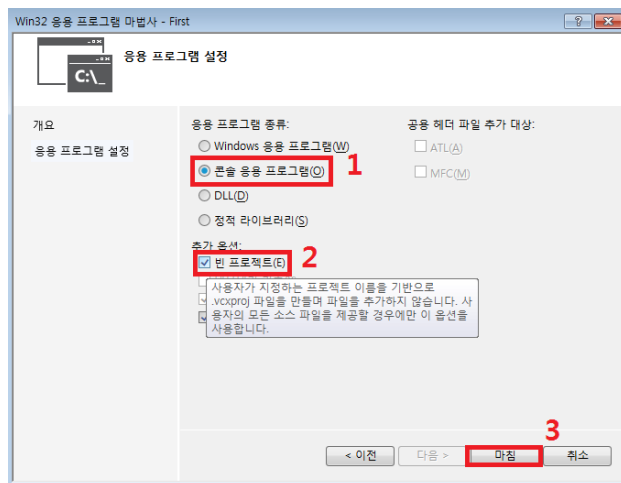 Win32 응용 프로그램 마법사 - First
C:\_
응용 프로그램 설정
개요
응용 프로그램 설정
응용 프로그램 종류:
Windows 응용 프로그램(W)
1
콘솔 응용 프로그램(O)
DLL(D)
정적 라이브러리(S)
추가 옵션:
2
빈 프로젝트(E)
사용자가 지정하는 프로젝트 이름을 기반으로
.vcxproj 파일을 만들며 파일을 추가하지 않습니다. 사
용자의 모든 소스 파일을 제공할 경우에만 이 옵션을
사용합니다.
공용 헤더 파일 추가 대상:
ATL(A)
MFC(M)
3
< 이전
다음 >
마침
취소